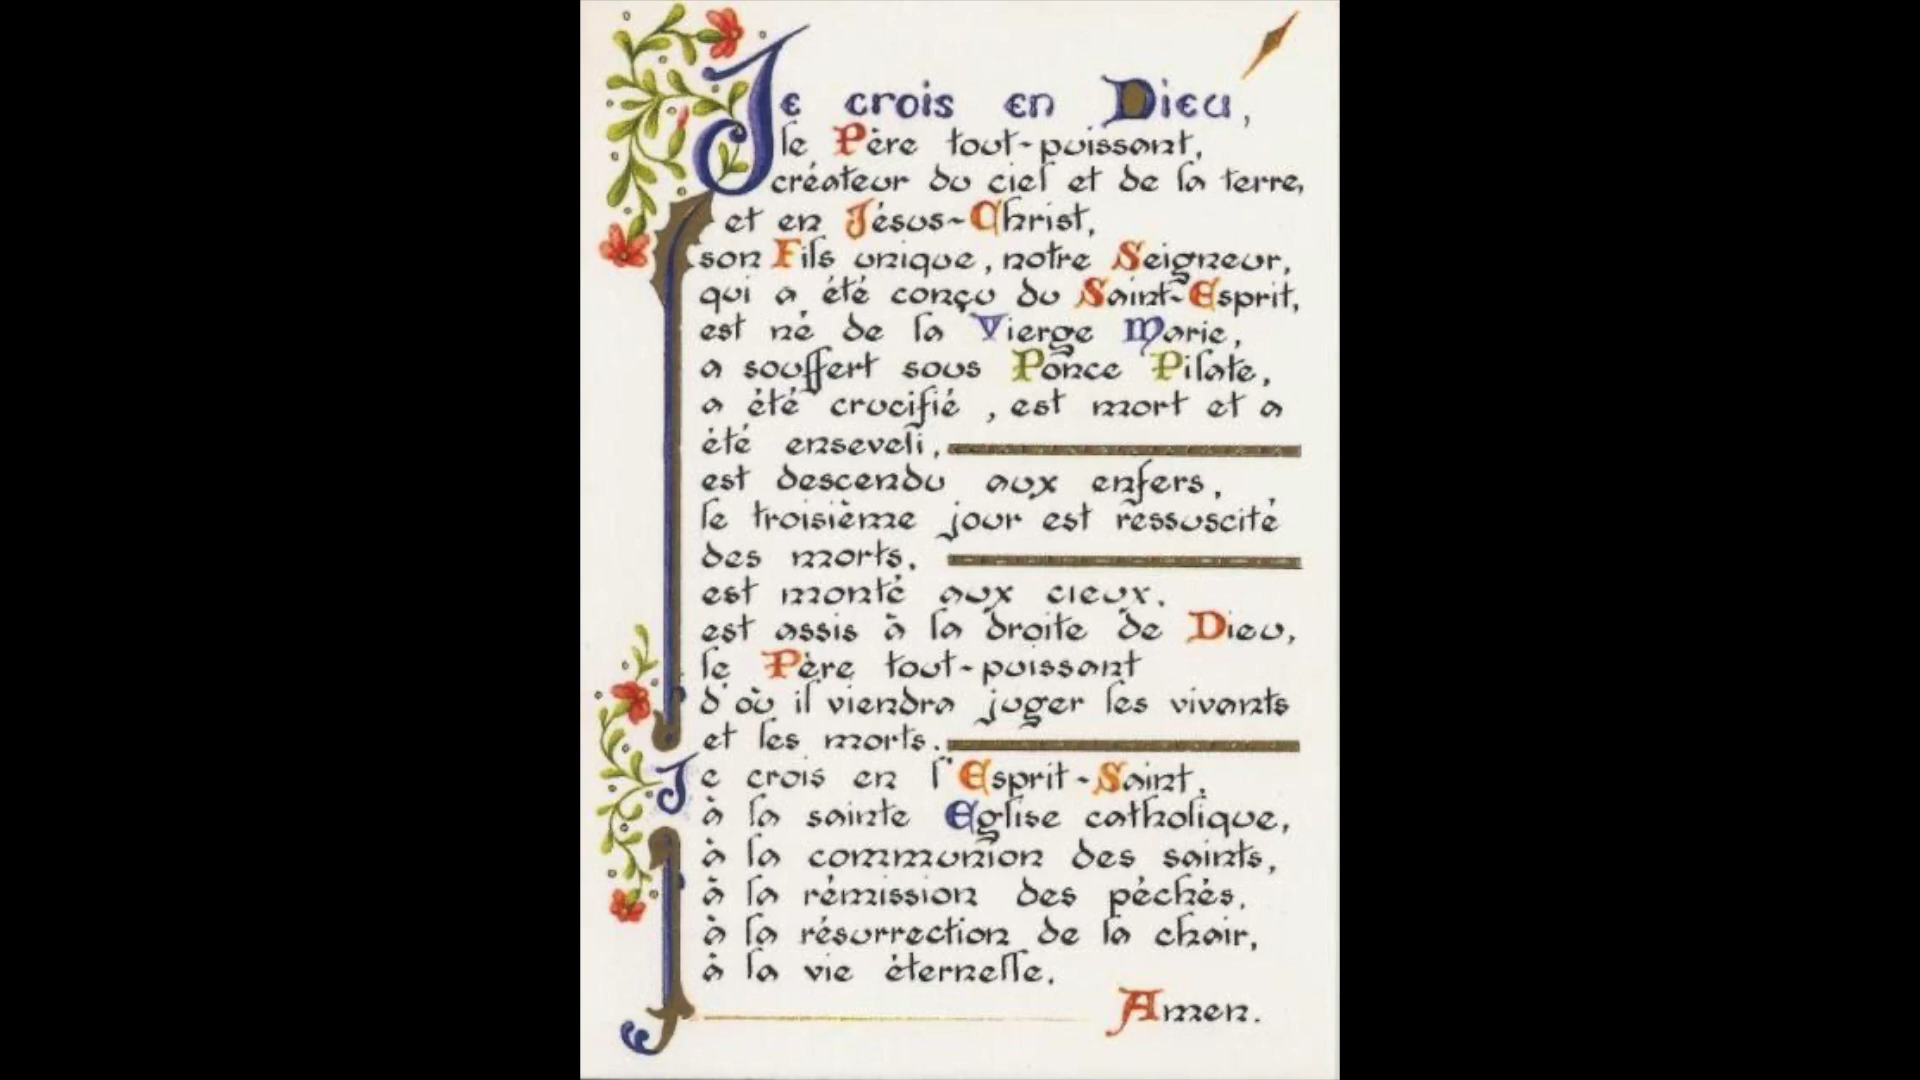 Je crois en Dieu,
le Père tout-puissant,
créateur du ciel et de la terre,
et en Jésus-Christ,
son Fils unique, notre Seigneur,
qui a été conçu du Saint-Esprit,
est né de la Vierge Marie,
a souffert sous Ponce Pilate,
a été crucifié, est mort et a
été enseveli,
est descendu aux enfers,
le troisième jour est ressuscité
des morts,
est monté aux cieux,
est assis à la droite de Dieu,
le Père tout-puissant
d'où il viendra juger les vivants
et les morts.
Je crois en l'Esprit-Saint,
à la sainte Eglise catholique,
à la communion des saints,
à la rémission des péchés,
à la résurrection de la chair,
à la vie éternelle.
Amen.